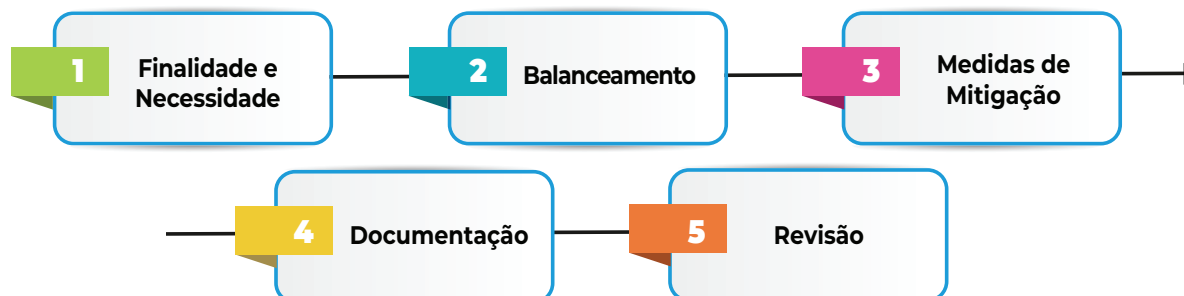 1
Finalidade e
Necessidade
2
Balanceamento
3
Medidas de
Mitigação
4
Documentação
5
Revisão